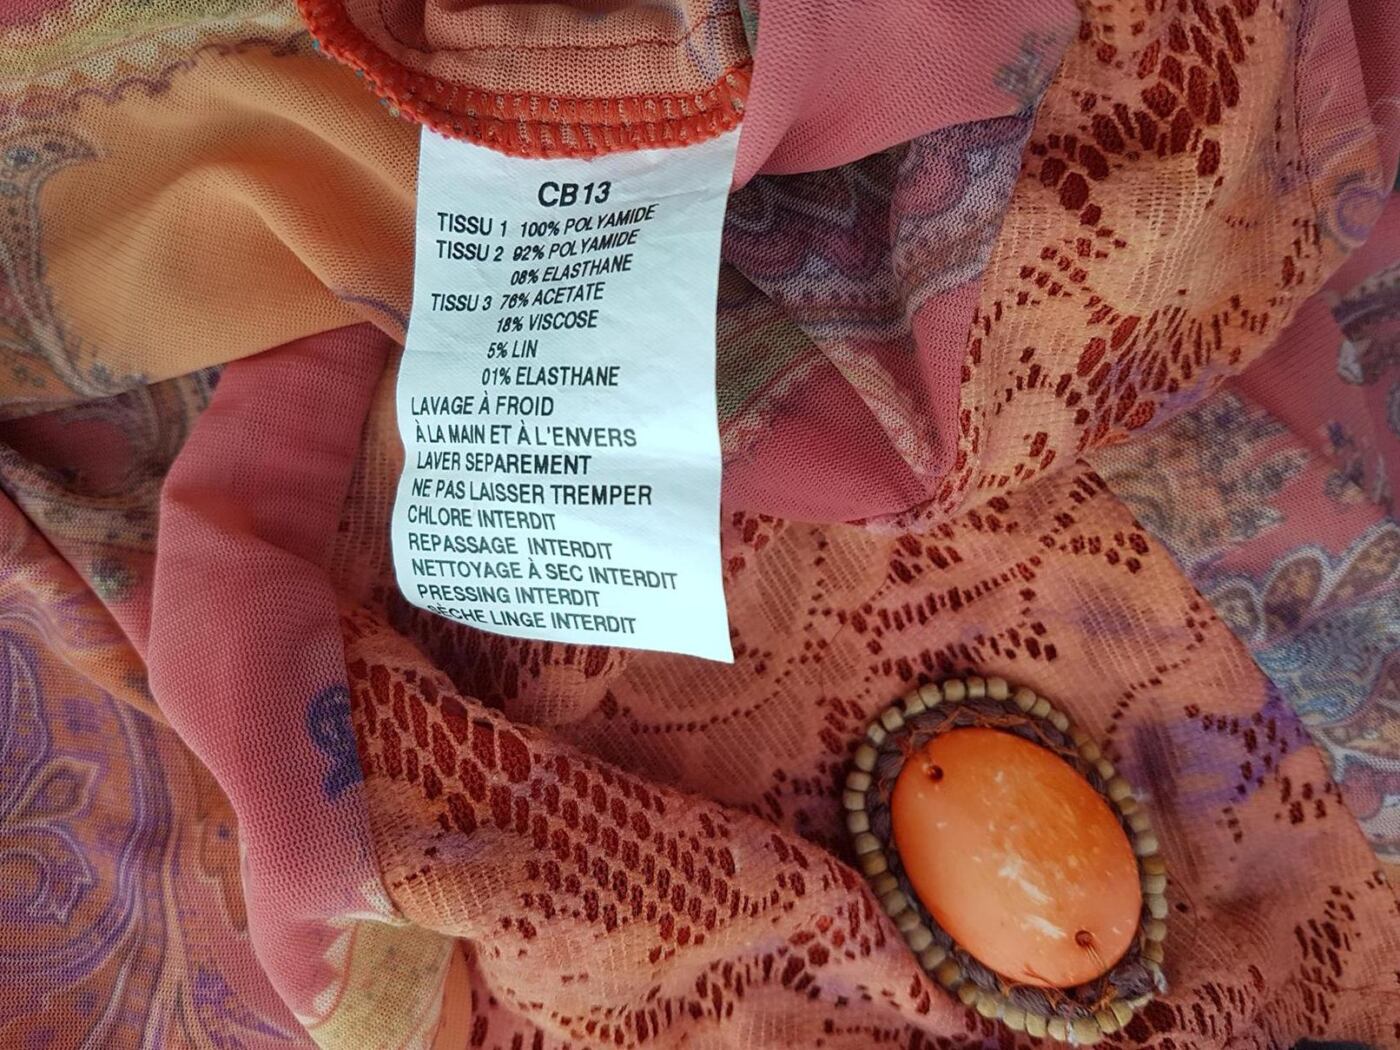 CB13
TISSU 1 100% POLYAMIDE
TISSU 2 92% POLYAMIDE
08% ELASTHANE
TISSU 3 76% ACETATE
18% VISCOSE
5% LIN
01% ELASTHANE
LAVAGE À FROID
À LA MAIN ET À L'ENVERS
LAVER SEPAREMENT
NE PAS LAISSER TREMPER
CHLORE INTERDIT
REPASSAGE INTERDIT
NETTOYAGE À SEC INTERDIT
PRESSING INTERDIT
SÈCHE LINGE INTERDIT